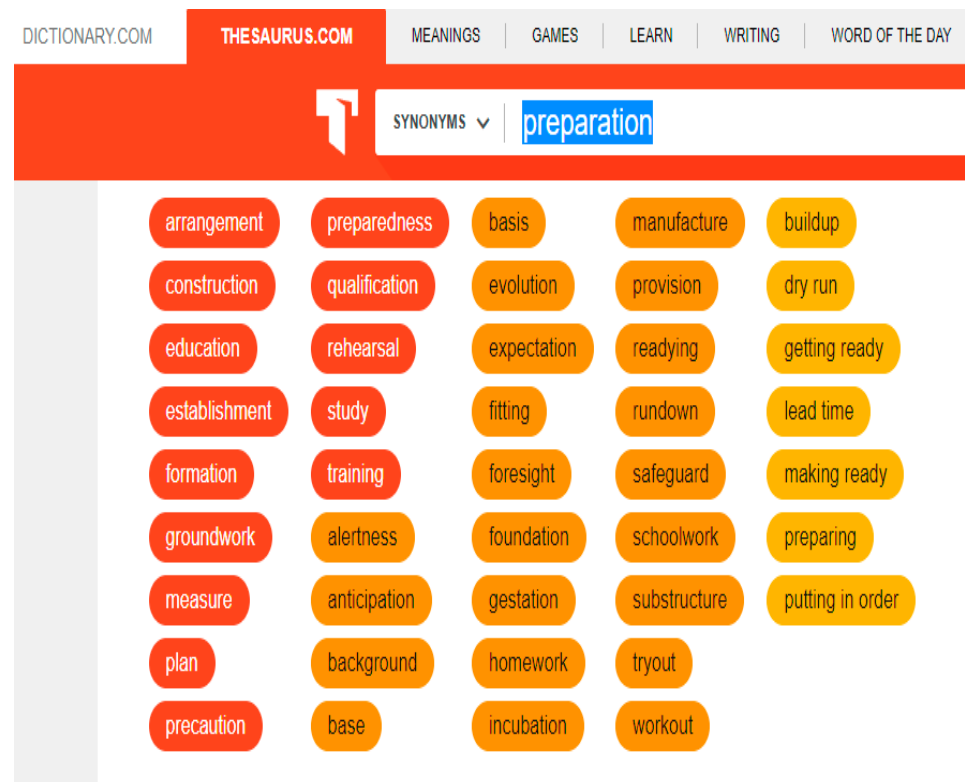 DICTIONARY.COM THESAURUS.COM MEANINGS GAMES LEARN WRITING WORD OF THE DAY
SYNONYMS preparation
arrangement preparedness basis manufacture buildup
construction qualification evolution provision dry run
education rehearsal expectation readying getting ready
establishment study fitting rundown lead time
formation training foresight safeguard making ready
groundwork alertness foundation schoolwork preparing
measure anticipation gestation substructure putting in order
plan background homework tryout
precaution base incubation workout